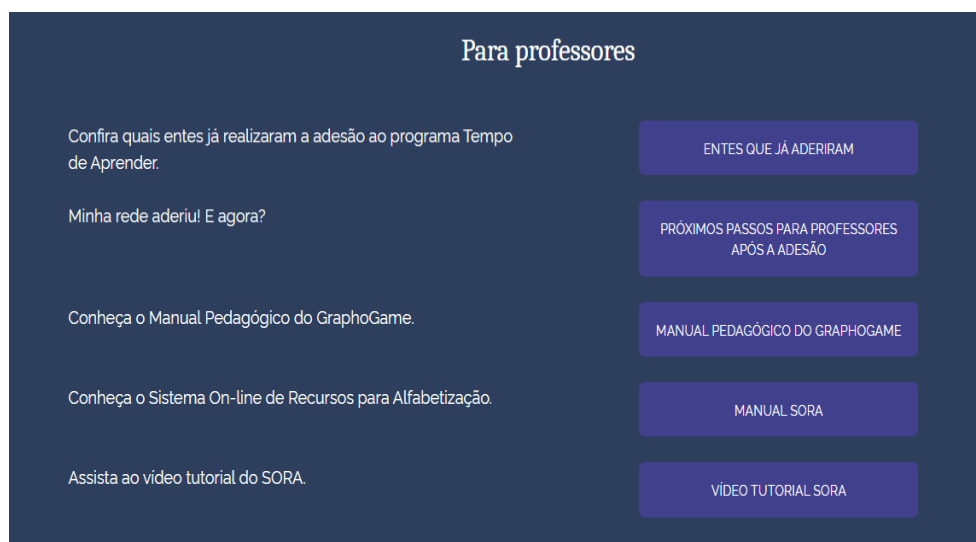 Para professores
Confira quais entes já realizaram a adesão ao programa Tempo
de Aprender.
ENTES QUE JÁ ADERIRAM
Minha rede aderiu! E agora?
PRÓXIMOS PASSOS PARA PROFESSORES
APÓS A ADESÃO
Conheça o Manual Pedagógico do GraphoGame.
MANUAL PEDAGÓGICO DO GRAPHOGAME
Conheça o Sistema On-line de Recursos para Alfabetização.
MANUAL SORA
Assista ao vídeo tutorial do SORA.
VÍDEO TUTORIAL SORA